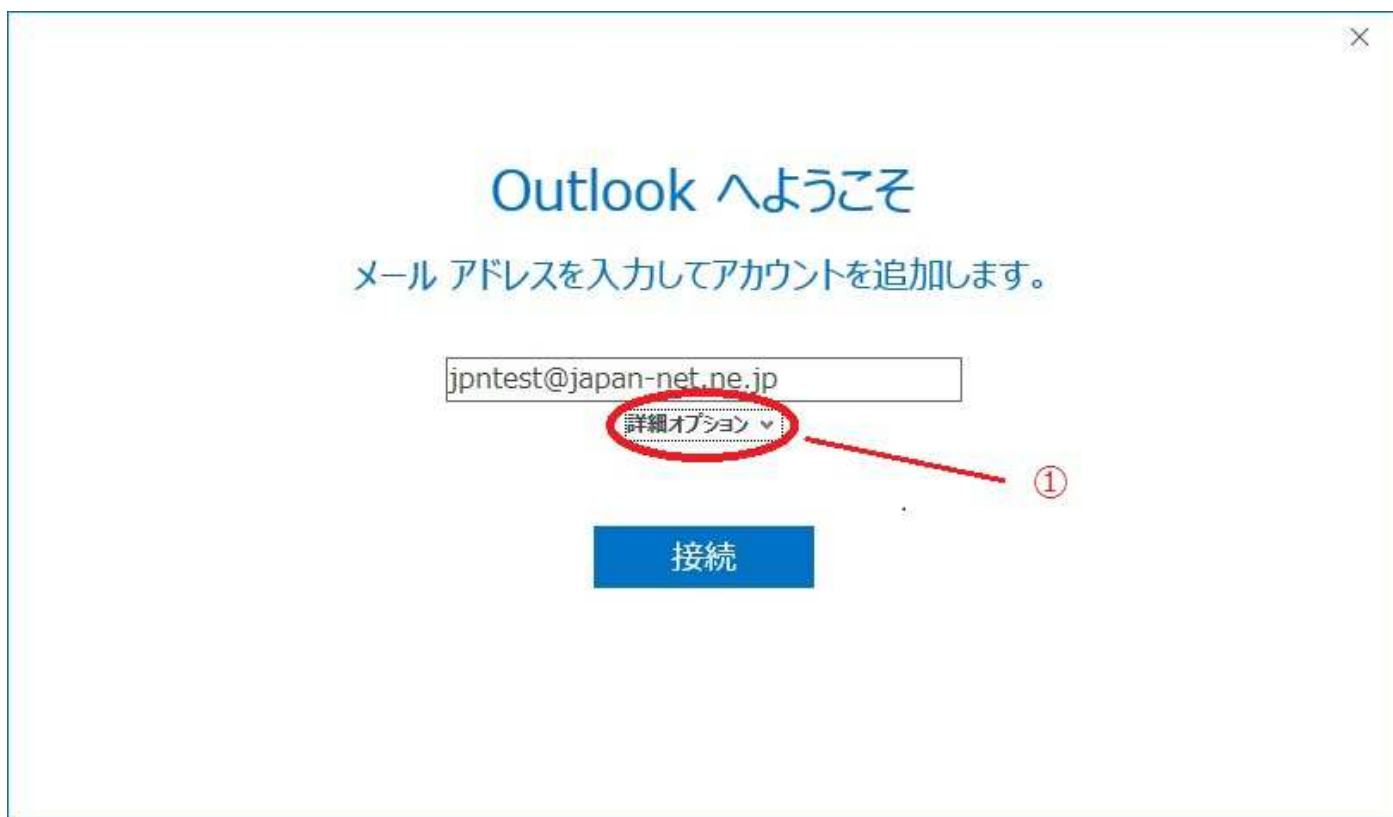 Outlook へようこそ
メール アドレスを入力してアカウントを追加します。
jpntest@japan-net.ne.jp
詳細オプション
①
接続